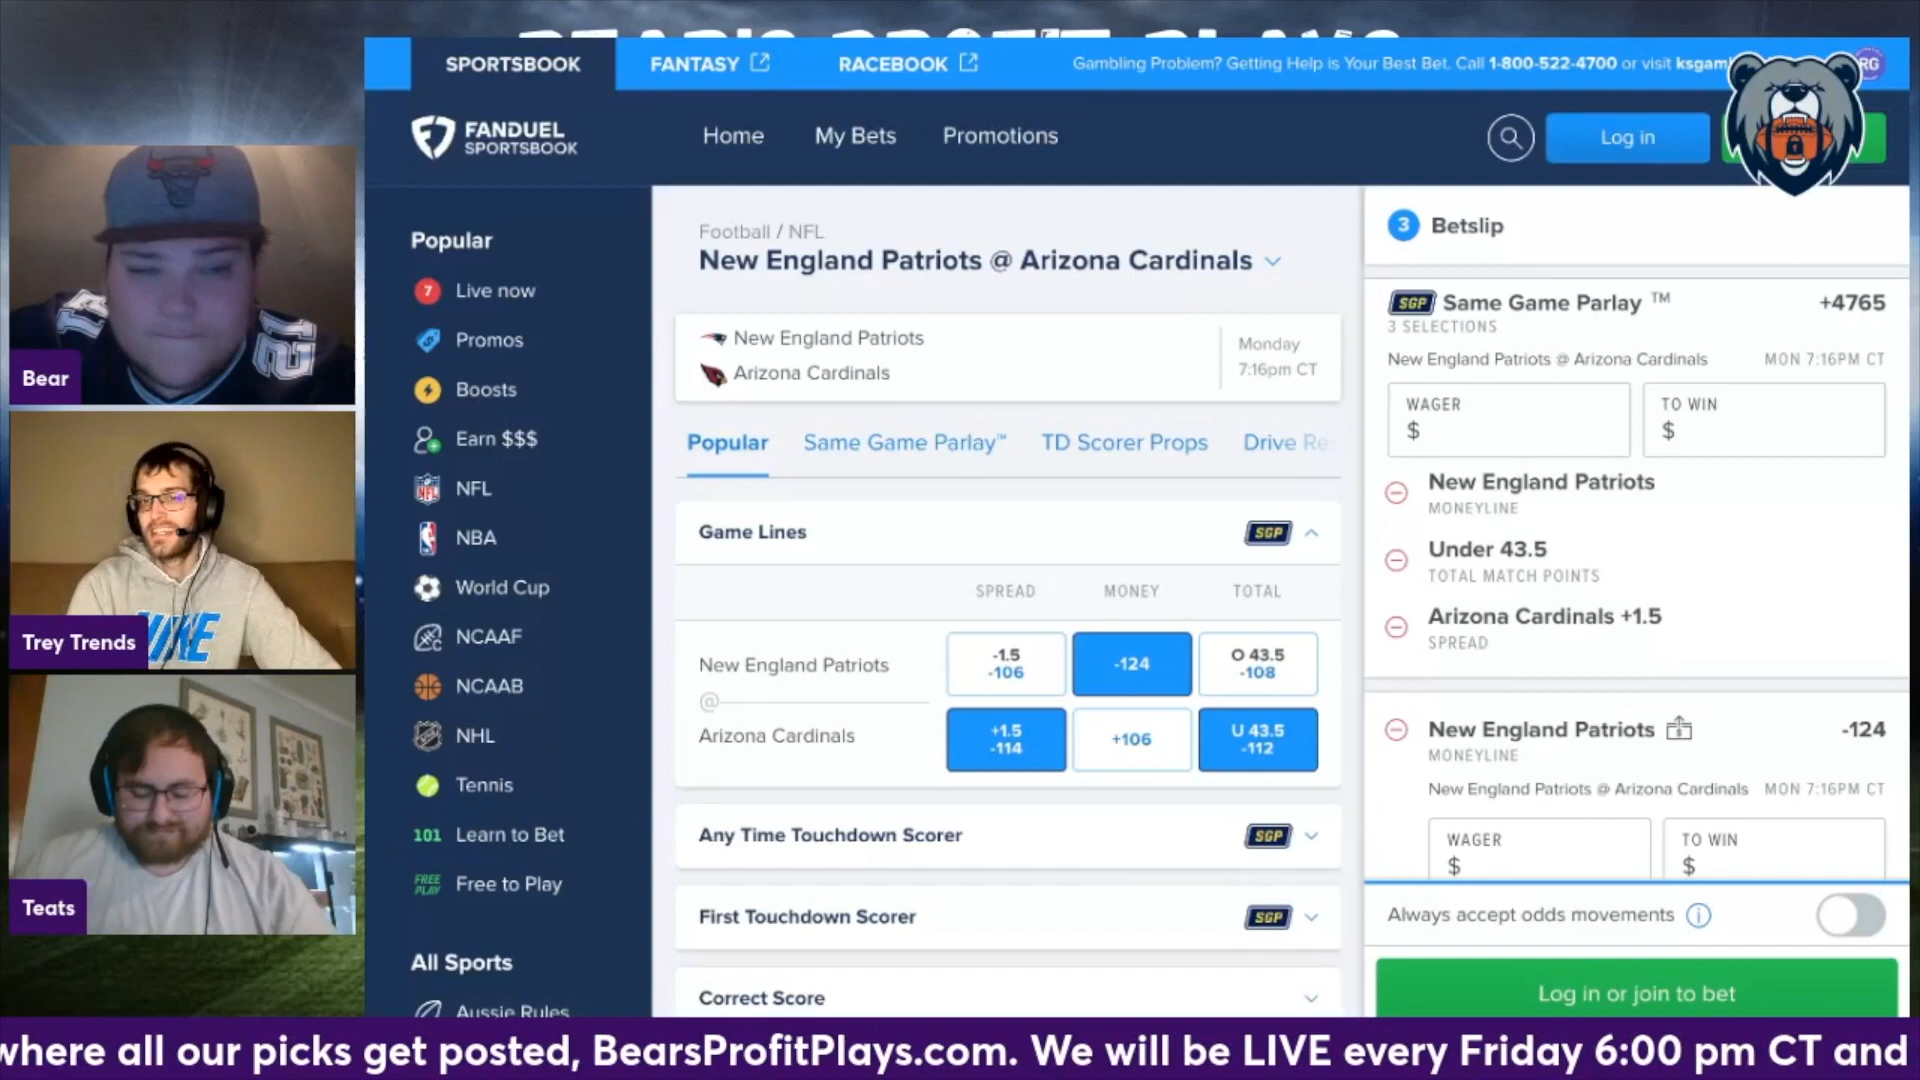 BEAR'S PROFIT PLAYS
SPORTSBOOK
FANTASY
RACEBOOK
Gambling Problem? Getting Help is Your Best Bet. Call 1-800-522-4700 or visit ksgam
RG
FANDUEL
SPORTSBOOK
Home
My Bets
Promotions
Log in
Bear
Trey Trends
NIKE
Teats
Popular
7
Live now
Promos
Boosts
Earn $$$
NFL
NBA
World Cup
NCAAF
NCAAB
NHL
Tennis
101
Learn to Bet
FREE
PLAY
Free to Play
All Sports
Aussie Rules
Football / NFL
New England Patriots @ Arizona Cardinals
New England Patriots
Arizona Cardinals
Monday
7:16pm CT
Popular
Same Game Parlay™
TD Scorer Props
Drive Re
Game Lines
SGP
SPREAD
MONEY
TOTAL
New England Patriots
-1.5
-106
-124
O 43.5
-108
@
Arizona Cardinals
+1.5
-114
+106
U 43.5
-112
Any Time Touchdown Scorer
SGP
First Touchdown Scorer
SGP
Correct Score
3
Betslip
SGP
Same Game Parlay ™
+4765
3 SELECTIONS
New England Patriots @ Arizona Cardinals
MON 7:16PM CT
WAGER
$
TO WIN
$
New England Patriots
MONEYLINE
Under 43.5
TOTAL MATCH POINTS
Arizona Cardinals +1.5
SPREAD
New England Patriots
-124
MONEYLINE
New England Patriots @ Arizona Cardinals
MON 7:16PM CT
WAGER
$
TO WIN
$
Always accept odds movements
Log in or join to bet
where all our picks get posted, BearsProfitPlays.com. We will be LIVE every Friday 6:00 pm CT and